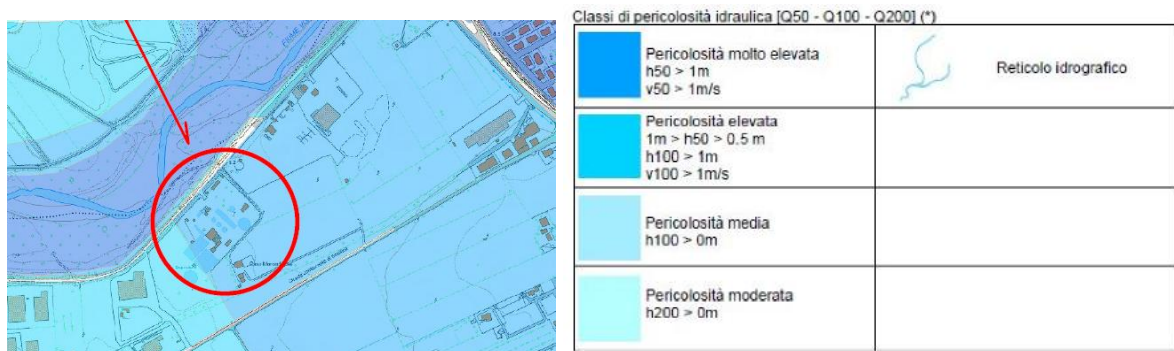 Classi di pericolosità idraulica [Q50 - Q100 - Q200] (*)
Pericolosità molto elevata
h50 > 1m
v50 > 1m/s
Reticolo idrografico
Pericolosità elevata
1m > h50 > 0.5 m
h100 > 1m
v100 > 1m/s
Pericolosità media
h100 > 0m
Pericolosità moderata
h200 > 0m